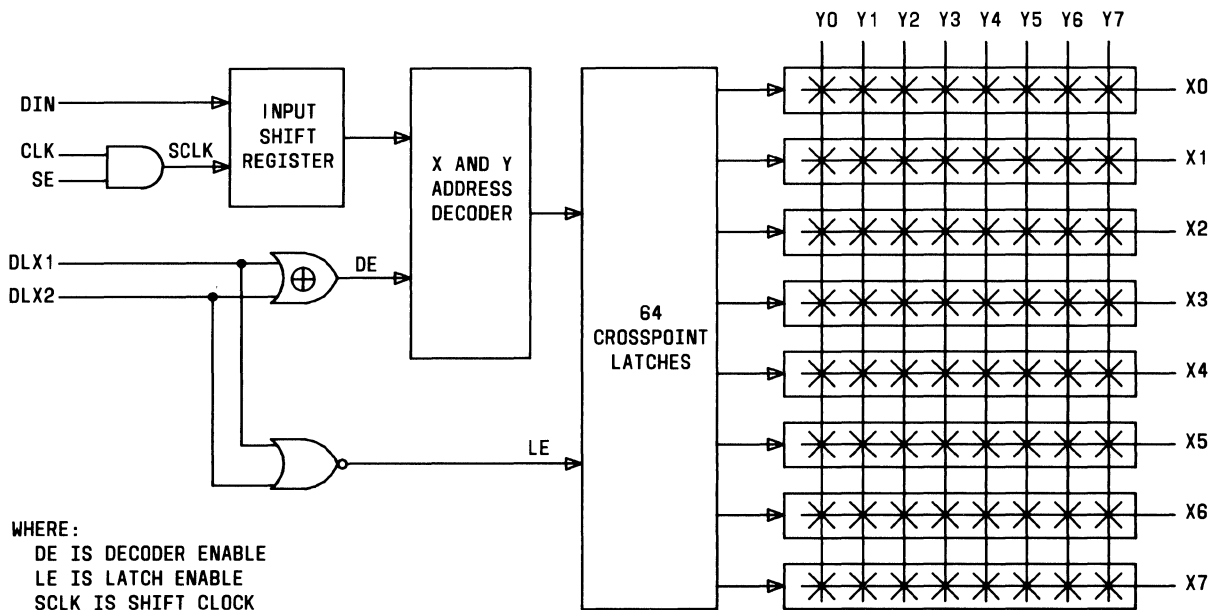 Y0 Y1 Y2 Y3 Y4 Y5 Y6 Y7
DIN
CLK
SE
SCLK
INPUT
SHIFT
REGISTER
X AND Y
ADDRESS
DECODER
DLX1
DLX2
DE
64
CROSSPOINT
LATCHES
LE
X0
X1
X2
X3
X4
X5
X6
X7
WHERE:
DE IS DECODER ENABLE
LE IS LATCH ENABLE
SCLK IS SHIFT CLOCK